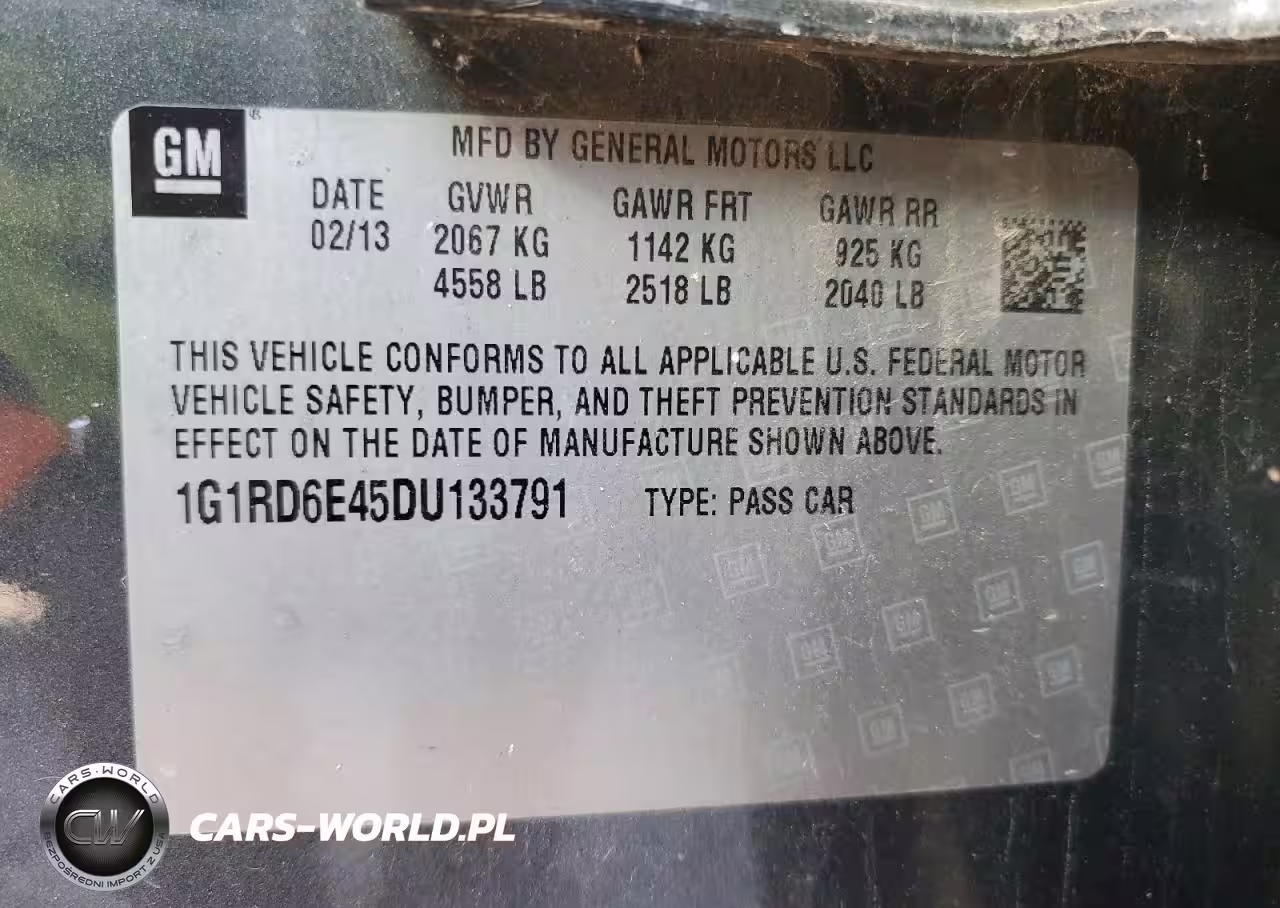 GM
MFD BY GENERAL MOTORS LLC
DATE GVWR GAWR FRT GAWR RR
02/13 2067 KG 1142 KG 925 KG
4558 LB 2518 LB 2040 LB
THIS VEHICLE CONFORMS TO ALL APPLICABLE U.S. FEDERAL MOTOR
VEHICLE SAFETY, BUMPER, AND THEFT PREVENTION STANDARDS IN
EFFECT ON THE DATE OF MANUFACTURE SHOWN ABOVE.
1G1RD6E45DU133791 TYPE: PASS CAR
CARS-WORLD
CW
BEZPOŚREDNI IMPORT Z USA
CARS-WORLD.PL